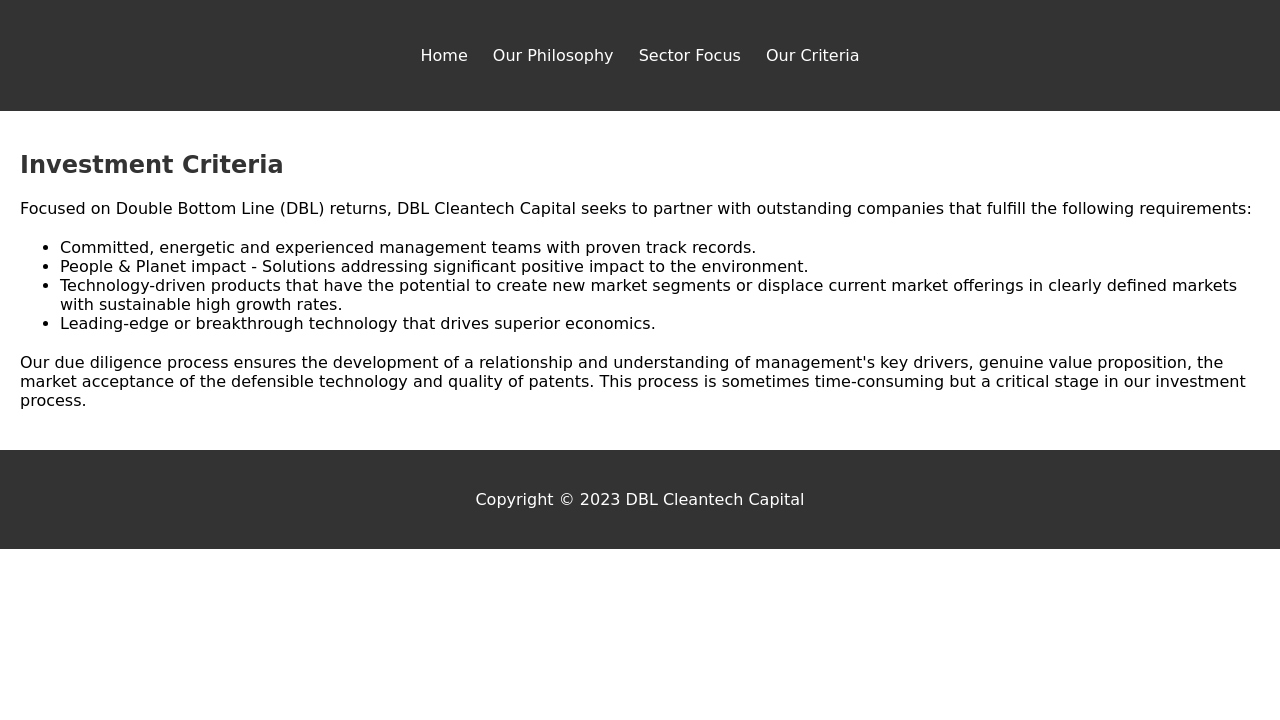 Home Our Philosophy Sector Focus Our Criteria
Investment Criteria
Focused on Double Bottom Line (DBL) returns, DBL Cleantech Capital seeks to partner with outstanding companies that fulfill the following requirements:
• Committed, energetic and experienced management teams with proven track records.
• People & Planet impact - Solutions addressing significant positive impact to the environment.
• Technology-driven products that have the potential to create new market segments or displace current market offerings in clearly defined markets
with sustainable high growth rates.
• Leading-edge or breakthrough technology that drives superior economics.
Our due diligence process ensures the development of a relationship and understanding of management's key drivers, genuine value proposition, the
market acceptance of the defensible technology and quality of patents. This process is sometimes time-consuming but a critical stage in our investment
process.
Copyright © 2023 DBL Cleantech Capital